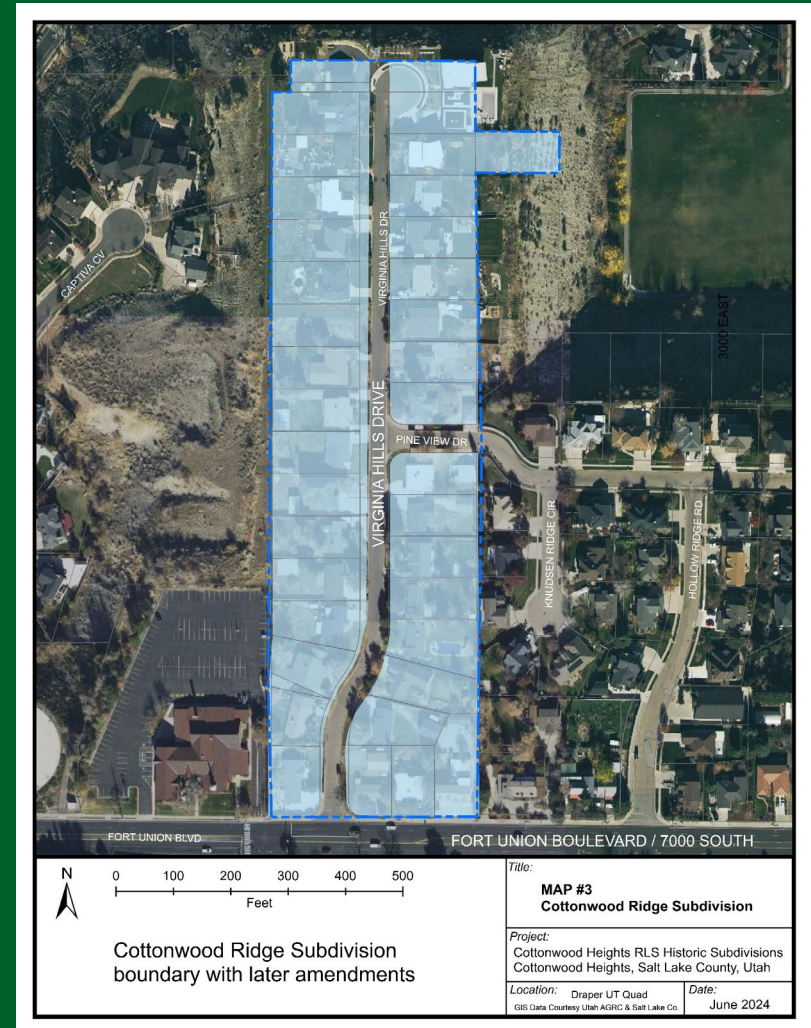 CAPTIVA CV
VIRGINIA HILLS DR
3000 EAST
VIRGINIA HILLS DRIVE
PINE VIEW DR
KNUDSEN RIDGE CIR
HOLLOW RIDGE RD
FORT UNION BLVD
FORT UNION BOULEVARD / 7000 SOUTH
N
0 100 200 300 400 500
Feet
Cottonwood Ridge Subdivision
boundary with later amendments
Title:
MAP #3
Cottonwood Ridge Subdivision
Project:
Cottonwood Heights RLS Historic Subdivisions
Cottonwood Heights, Salt Lake County, Utah
Location: Draper UT Quad
GIS Data Courtesy Utah AGRC & Salt Lake Co.
Date:
June 2024